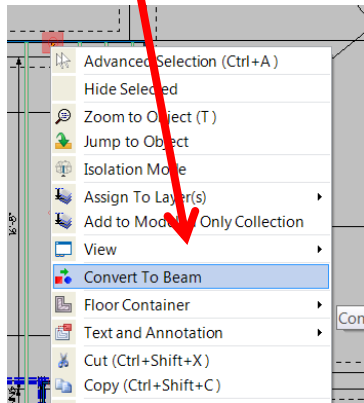 Advanced Selection (Ctrl+A )
Hide Selected
Zoom to Object (T )
Jump to Object
Isolation Mode
Assign To Layer(s)
Add to Model Only Collection
View
Convert To Beam
Floor Container
Con
Text and Annotation
Cut (Ctrl+Shift+X )
Copy (Ctrl+Shift+C )